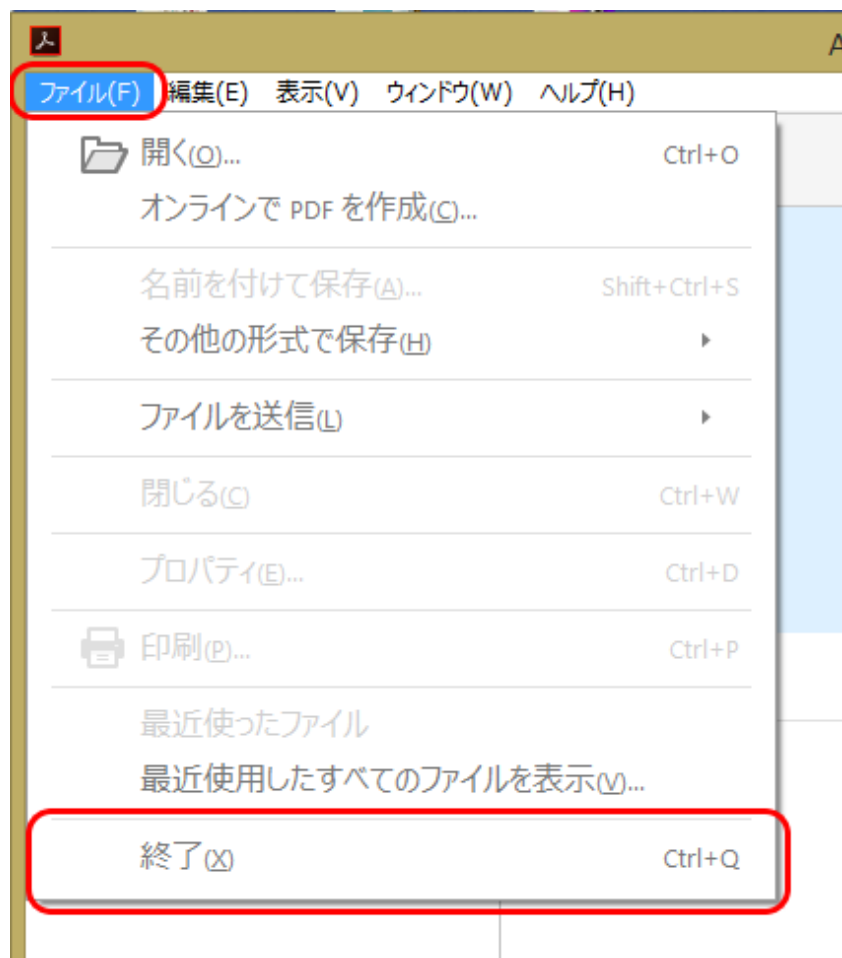 A
ファイル(F) 編集(E) 表示(V) ウィンドウ(W) ヘルプ(H)
開く(O)... Ctrl+O
オンラインで PDF を作成(C)...
名前を付けて保存(A)... Shift+Ctrl+S
その他の形式で保存(H)
ファイルを送信(L)
閉じる(C) Ctrl+W
プロパティ(E)... Ctrl+D
印刷(P)... Ctrl+P
最近使ったファイル
最近使用したすべてのファイルを表示(V)...
終了(X) Ctrl+Q